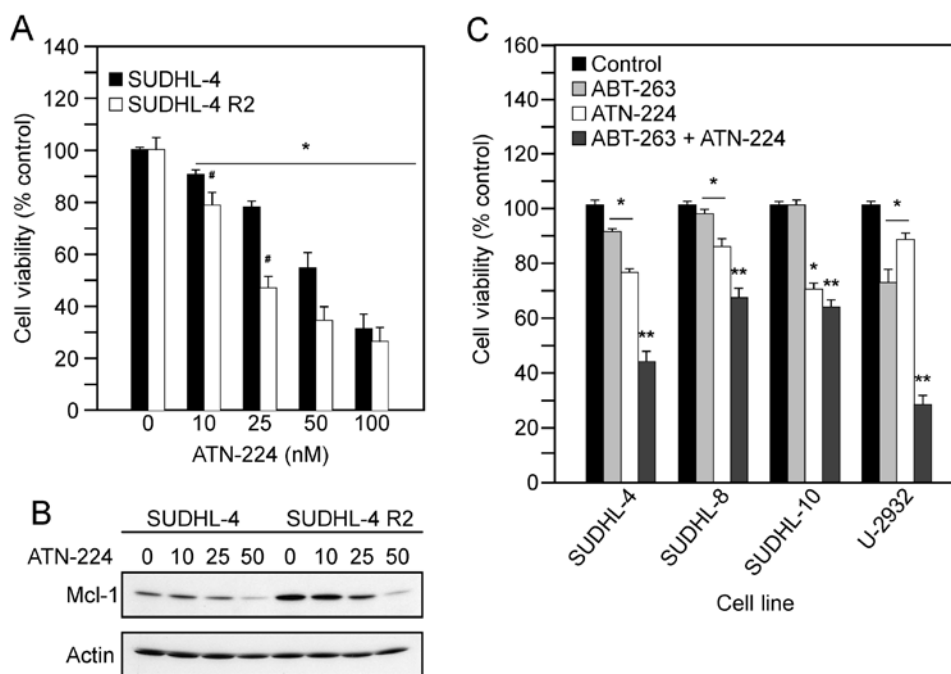 A
Cell viability (% control)
140
120
100
80
60
40
20
0
SUDHL-4
SUDHL-4 R2
*
#
#
0 10 25 50 100
ATN-224 (nM)
B
SUDHL-4 SUDHL-4 R2
ATN-224 0 10 25 50 0 10 25 50
Mcl-1
Actin
C
Cell viability (% control)
160
140
120
100
80
60
40
20
0
Control
ABT-263
ATN-224
ABT-263 + ATN-224
* * *
* **
**
**
**
SUDHL-4 SUDHL-8 SUDHL-10 U-2932
Cell line